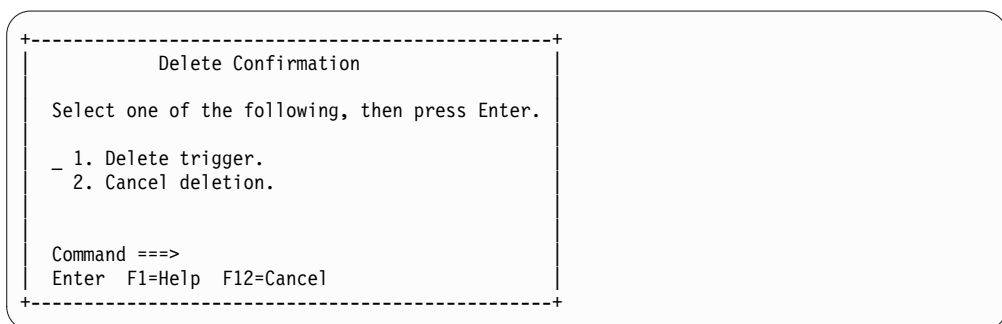 Delete Confirmation
Select one of the following, then press Enter.
_ 1. Delete trigger.
2. Cancel deletion.
Command ===>
Enter F1=Help F12=Cancel